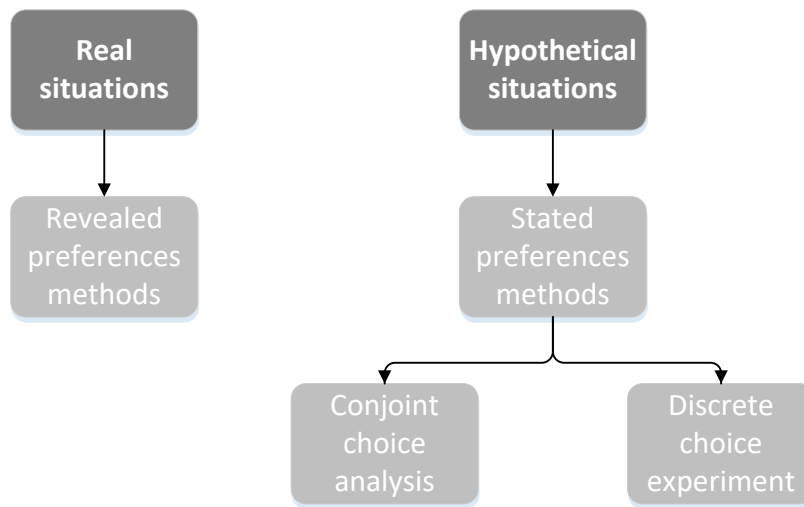 Real
situations
Hypothetical
situations
Revealed
preferences
methods
Stated
preferences
methods
Conjoint
choice
analysis
Discrete
choice
experiment